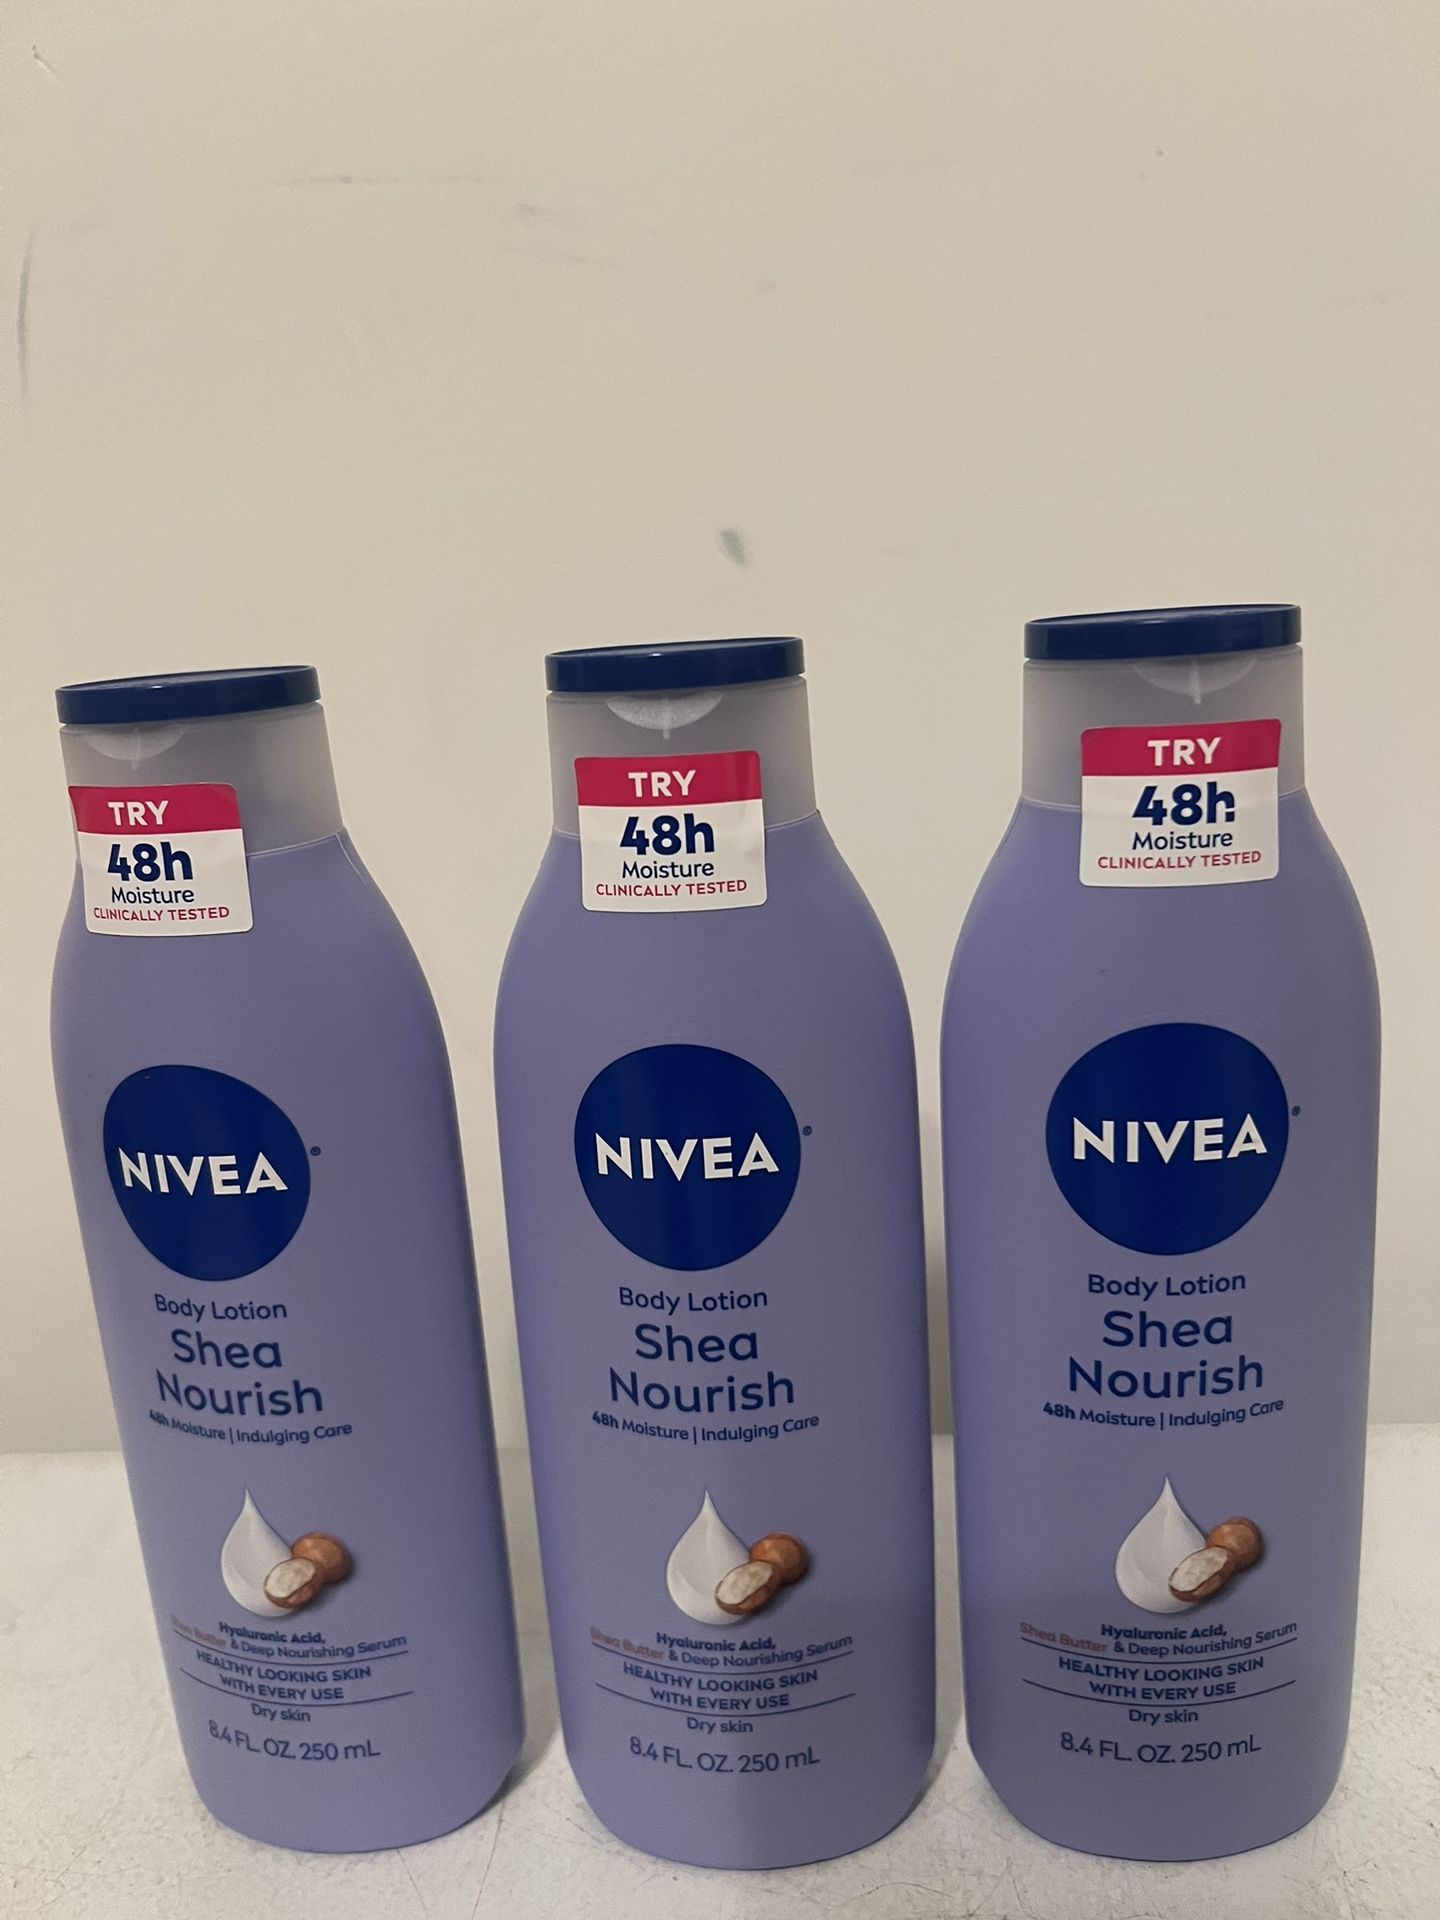 TRY
48h
Moisture
CLINICALLY TESTED
NIVEA®
Body Lotion
Shea
Nourish
48h Moisture | Indulging Care
Hyaluronic Acid,
Shea Butter & Deep Nourishing Serum
HEALTHY LOOKING SKIN
WITH EVERY USE
Dry skin
8.4 FL. OZ. 250 mL
TRY
48h
Moisture
CLINICALLY TESTED
NIVEA®
Body Lotion
Shea
Nourish
48h Moisture | Indulging Care
Hyaluronic Acid,
Shea Butter & Deep Nourishing Serum
HEALTHY LOOKING SKIN
WITH EVERY USE
Dry skin
8.4 FL. OZ. 250 mL
TRY
48h
Moisture
CLINICALLY TESTED
NIVEA®
Body Lotion
Shea
Nourish
48h Moisture | Indulging Care
Hyaluronic Acid,
Shea Butter & Deep Nourishing Serum
HEALTHY LOOKING SKIN
WITH EVERY USE
Dry skin
8.4 FL. OZ. 250 mL